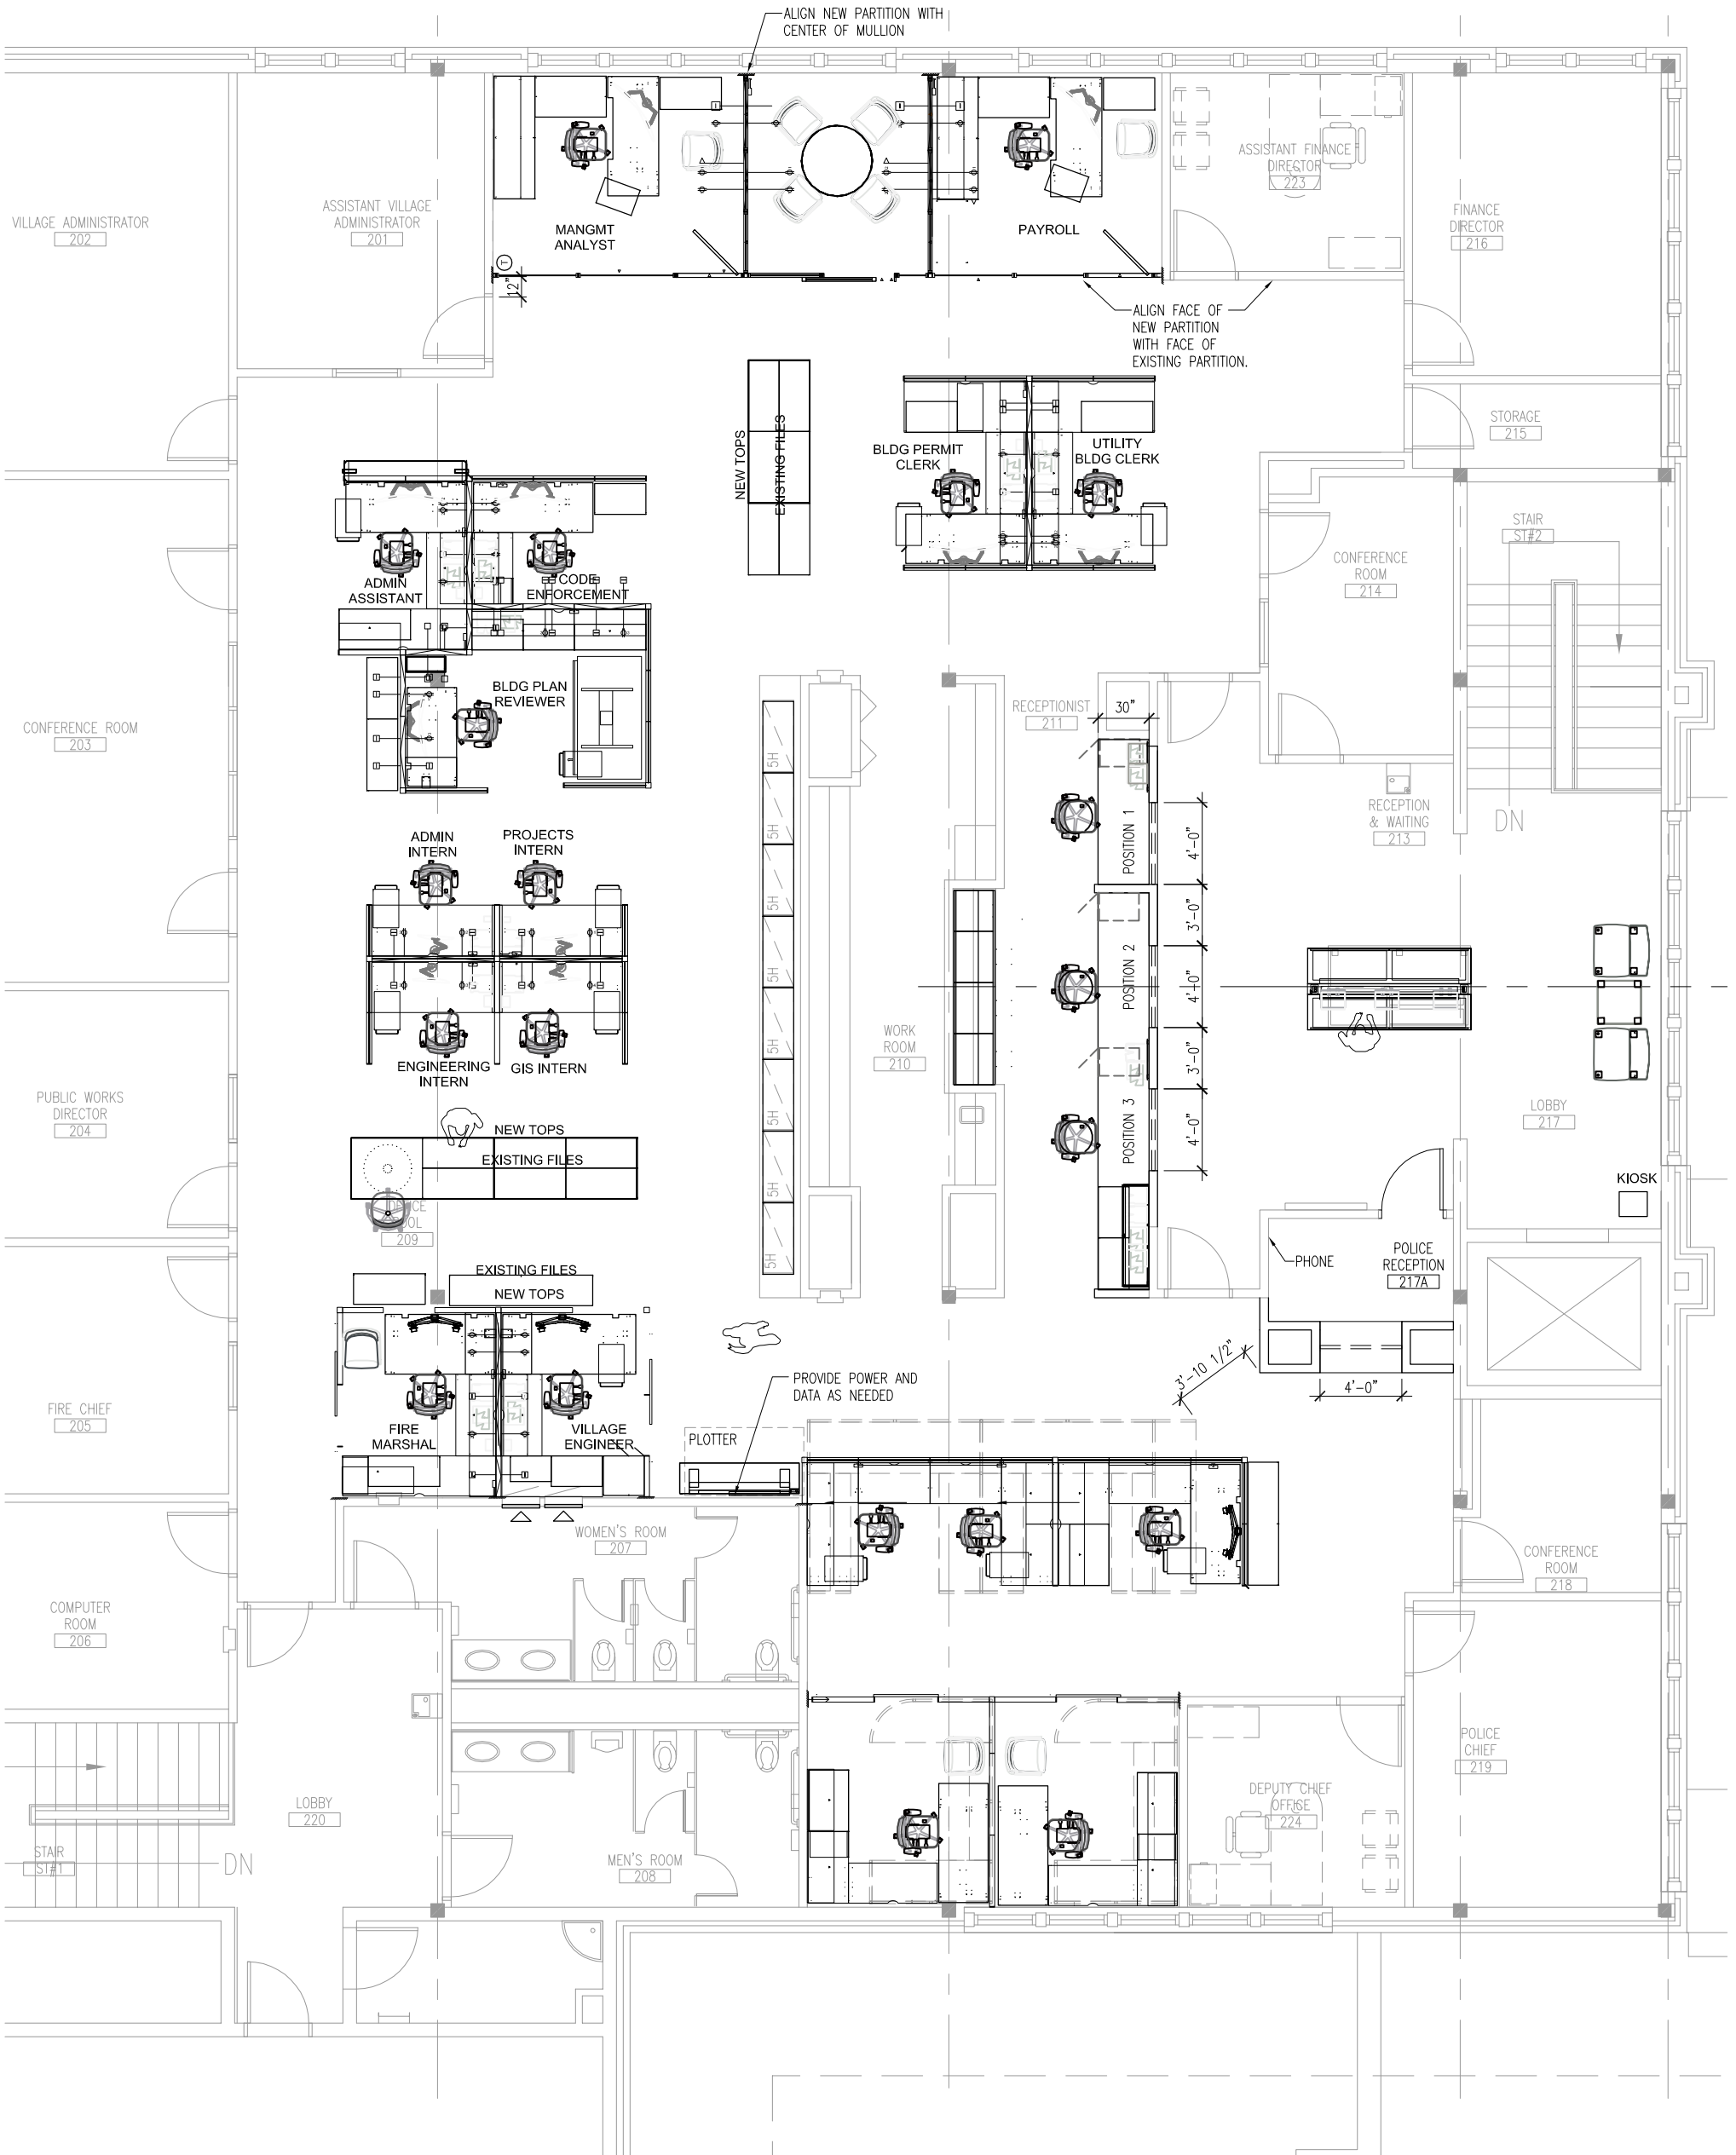 ALIGN NEW PARTITION WITH
CENTER OF MULLION
VILLAGE ADMINISTRATOR
202
ASSISTANT VILLAGE
ADMINISTRATOR
201
MANGMT
ANALYST
PAYROLL
ASSISTANT FINANCE
DIRECTOR
223
FINANCE
DIRECTOR
216
T
12"
ALIGN FACE OF
NEW PARTITION
WITH FACE OF
EXISTING PARTITION.
NEW TOPS
EXISTING FILES
BLDG PERMIT
CLERK
UTILITY
BLDG CLERK
STORAGE
215
STAIR
ST#2
CONFERENCE
ROOM
214
ADMIN
ASSISTANT
CODE
ENFORCEMENT
BLDG PLAN
REVIEWER
CONFERENCE ROOM
203
RECEPTIONIST
211
30"
5H
5H
5H
5H
5H
5H
5H
5H
POSITION 1
POSITION 2
POSITION 3
4'-0"
3'-0"
4'-0"
3'-0"
4'-0"
RECEPTION
& WAITING
213
DN
ADMIN
INTERN
PROJECTS
INTERN
ENGINEERING
INTERN
GIS INTERN
WORK
ROOM
210
PUBLIC WORKS
DIRECTOR
204
LOBBY
217
NEW TOPS
EXISTING FILES
209
KIOSK
PHONE
POLICE
RECEPTION
217A
EXISTING FILES
NEW TOPS
FIRE CHIEF
205
FIRE
MARSHAL
VILLAGE
ENGINEER
PROVIDE POWER AND
DATA AS NEEDED
PLOTTER
3'-10 1/2"
4'-0"
WOMEN'S ROOM
207
CONFERENCE
ROOM
218
COMPUTER
ROOM
206
LOBBY
220
STAIR
ST#1
DN
MEN'S ROOM
208
DEPUTY CHIEF
OFFICE
224
POLICE
CHIEF
219